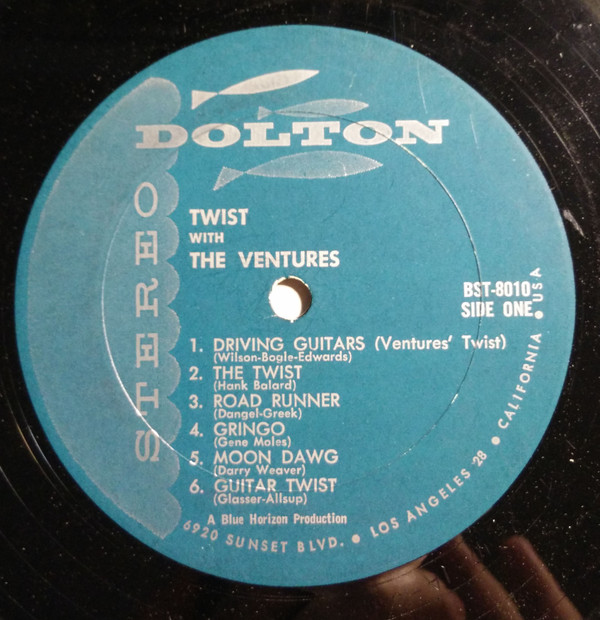 DOLTON
STEREO
TWIST
WITH
THE VENTURES
BST-8010
SIDE ONE
1. DRIVING GUITARS (Ventures' Twist)
(Wilson-Bogle-Edwards)
2. THE TWIST
(Hank Balard)
3. ROAD RUNNER
(Dangel-Greek)
4. GRINGO
(Gene Moles)
5. MOON DAWG
(Darry Weaver)
6. GUITAR TWIST
(Glasser-Allsup)
A Blue Horizon Production
6920 SUNSET BLVD. ● LOS ANGELES 28 ● CALIFORNIA ● USA